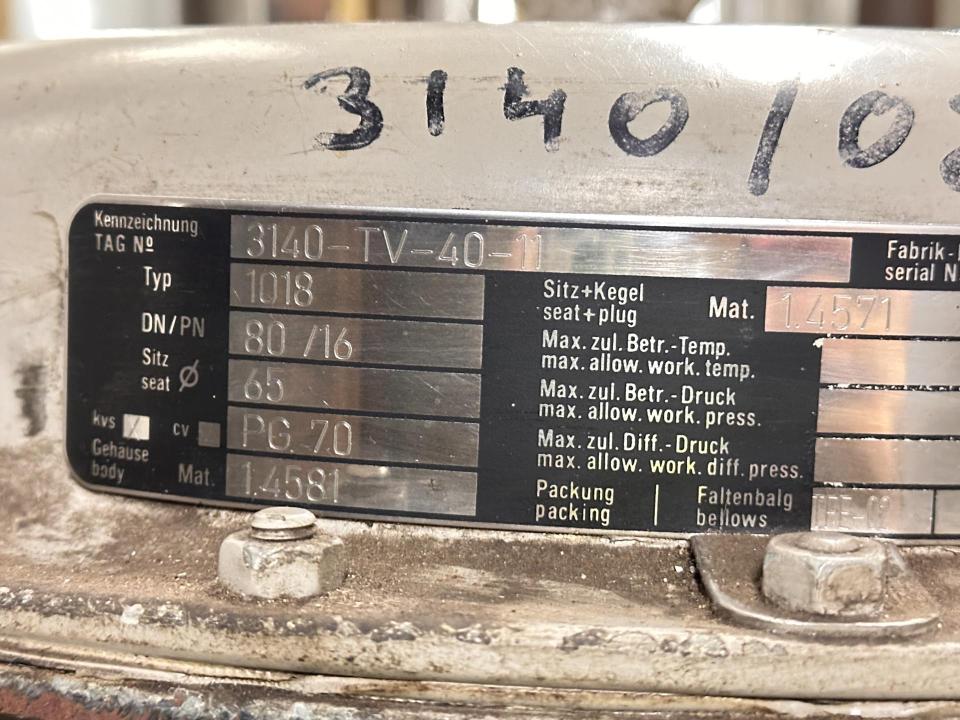 3140/0
Kennzeichnung
TAG Nº 3140-TV-40-11
Fabrik-
serial N
Typ 1018
Sitz+Kegel
seat+plug Mat. 1.4571
DN/PN 80 /16
Max. zul. Betr.-Temp.
max. allow. work. temp.
Sitz
seat ø 65
Max. zul. Betr.-Druck
max. allow. work. press.
kvs cv PG 70
Max. zul. Diff.-Druck
max. allow. work. diff. press.
Gehäuse
body Mat. 1.4581
Packung
packing
Faltenbalg
bellows